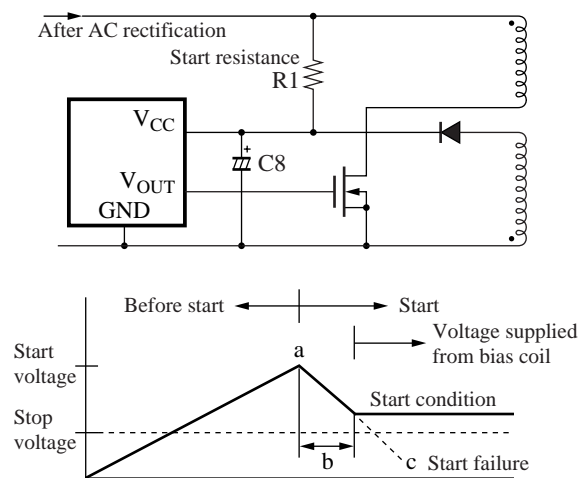 After AC rectification
Start resistance
R1
VCC
+
C8
VOUT
GND
Before start
Start
Voltage supplied
from bias coil
Start
voltage
a
Start condition
Stop
voltage
b
c
Start failure